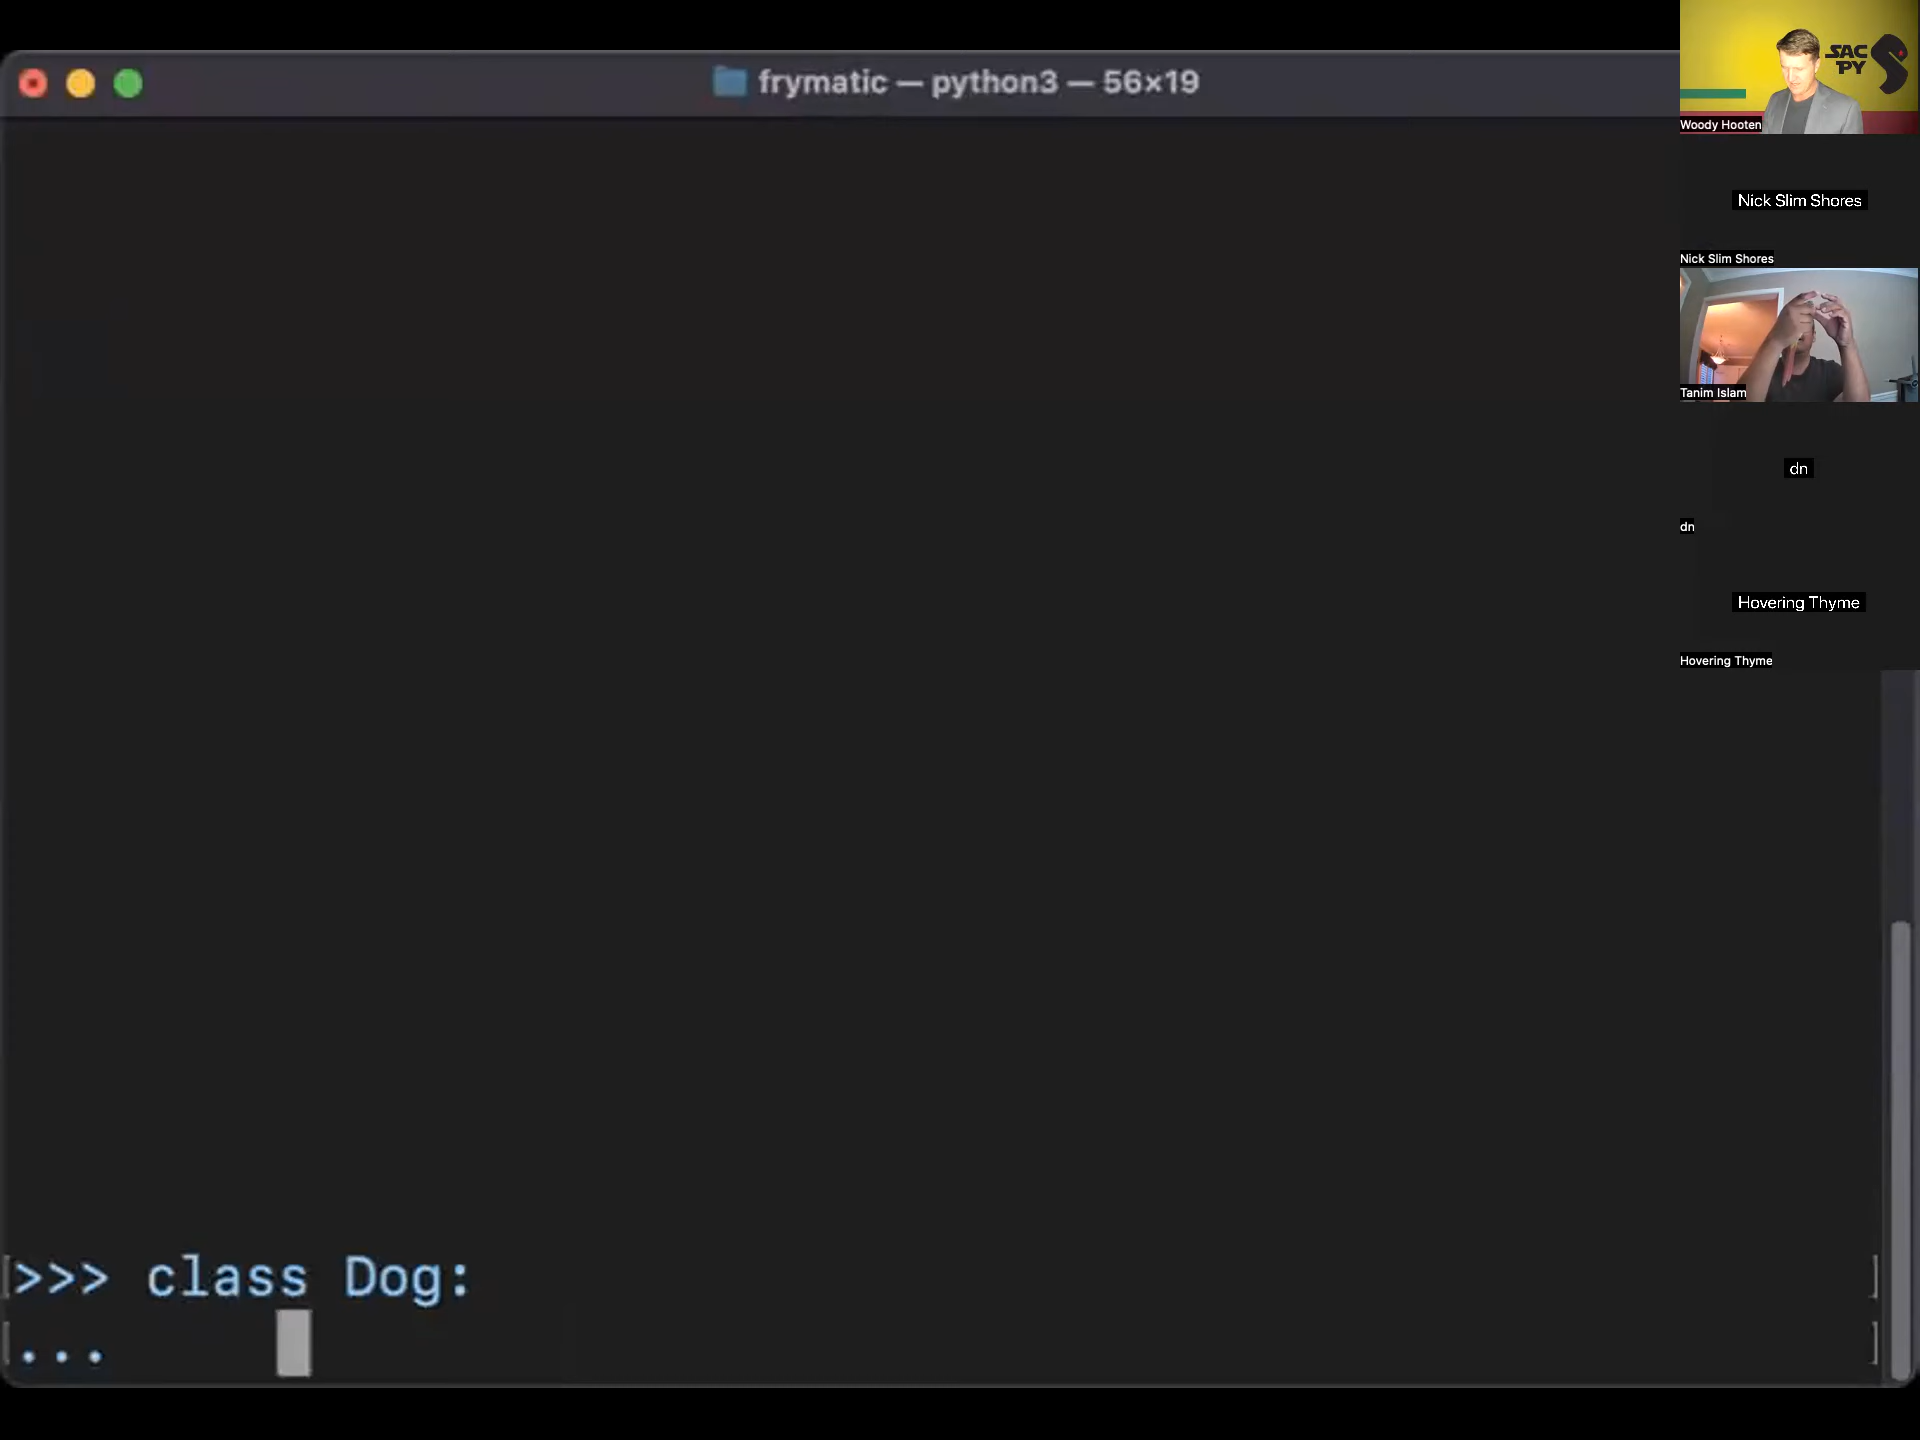 frymatic — python3 — 56×19
SAC
PY
Woody Hooten
Nick Slim Shores
Nick Slim Shores
Tanim Islam
dn
dn
Hovering Thyme
Hovering Thyme
>>> class Dog:
...